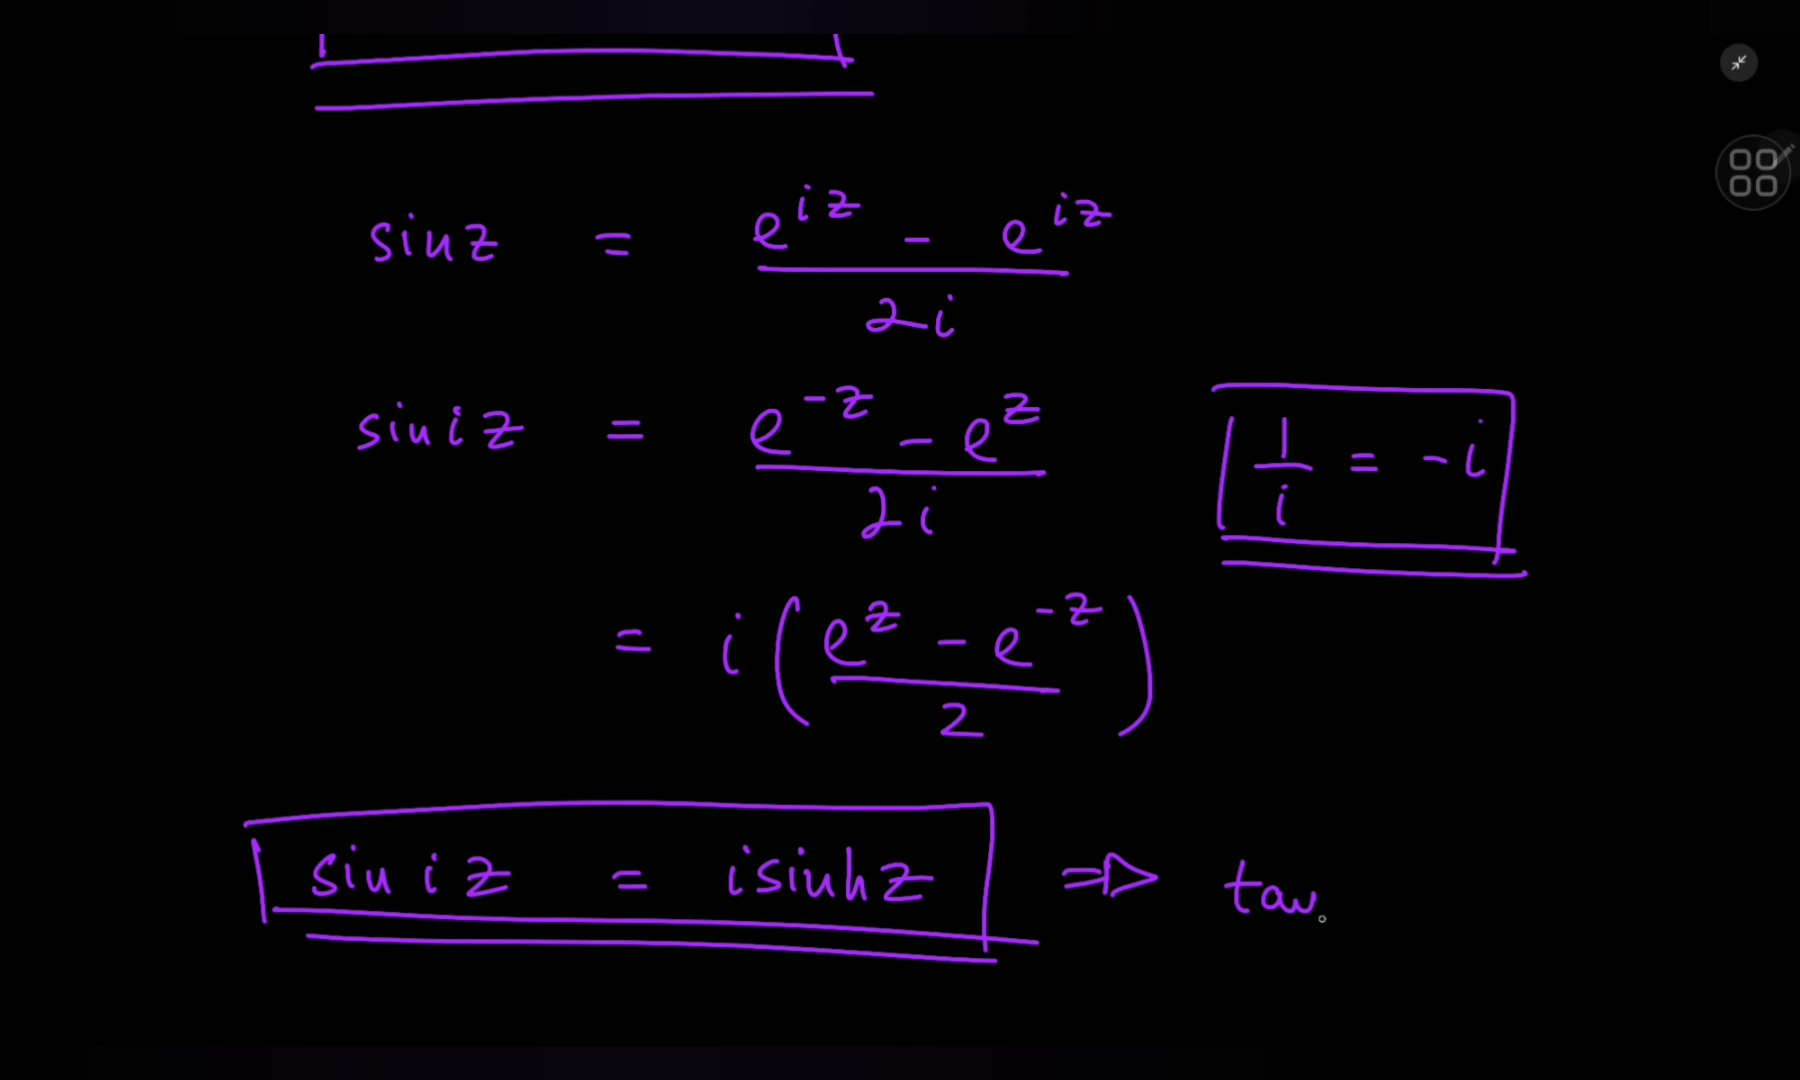 sin z = (e^{iz} - e^{iz}) / 2i
sin iz = (e^{-z} - e^{z}) / 2i
1/i = -i
= i ( (e^{z} - e^{-z}) / 2 )
sin iz = i sinh z ⇒ tan